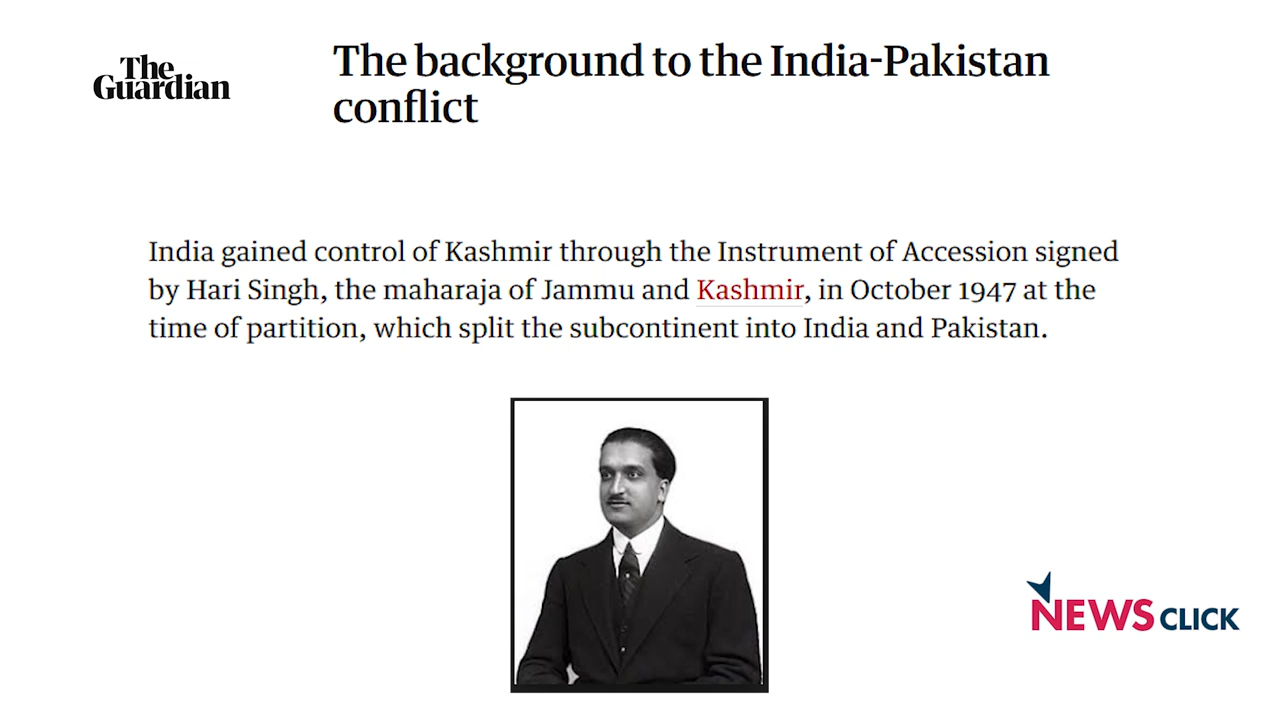 The
Guardian
The background to the India-Pakistan
conflict
India gained control of Kashmir through the Instrument of Accession signed
by Hari Singh, the maharaja of Jammu and Kashmir, in October 1947 at the
time of partition, which split the subcontinent into India and Pakistan.
NEWS CLICK